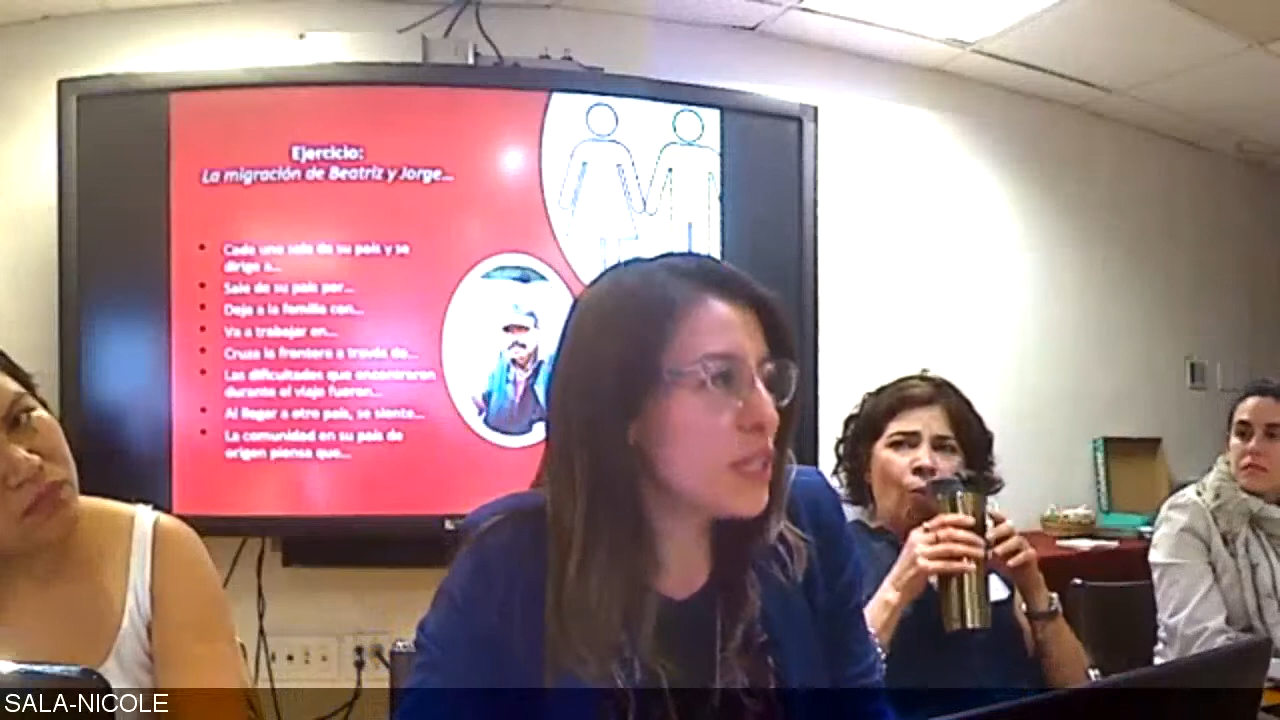 Ejercicio:
La migración de Beatriz y Jorge...
• Cada uno sale de su país y se
dirige a...
• Sale de su país por...
• Deja a la familia con...
• Va a trabajar en...
• Cruza la frontera a través de...
• Las dificultades que encontraron
durante el viaje fueron...
• Al llegar a otro país, se siente...
• La comunidad en su país de
origen piensa que...
SALA-NICOLE